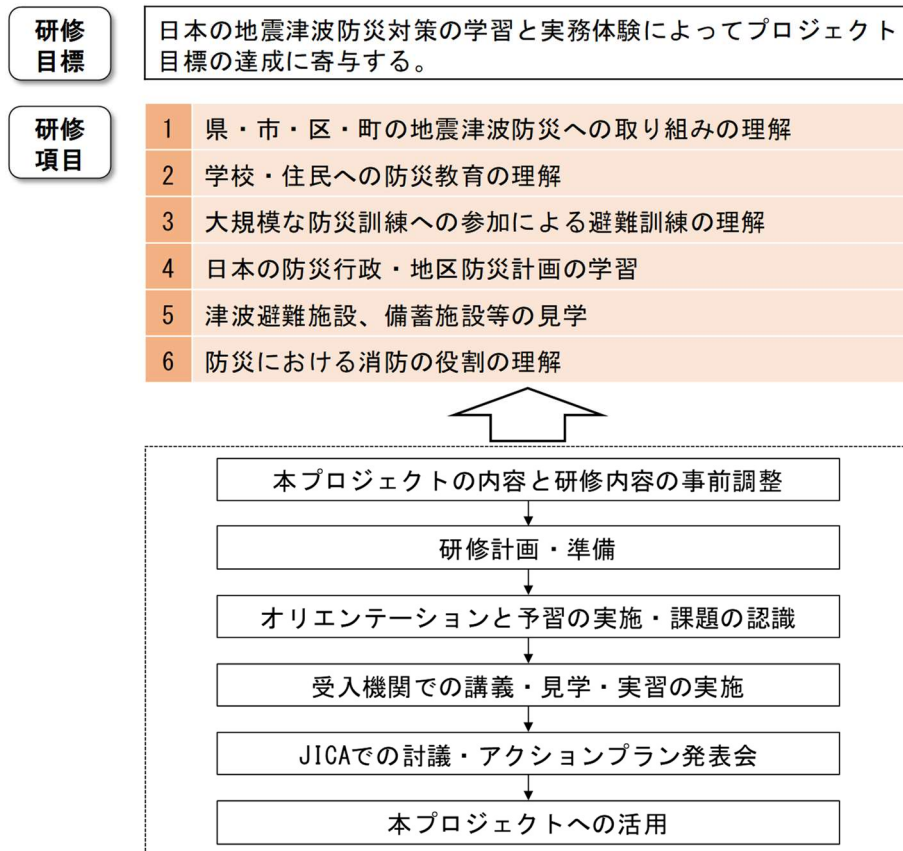 研修
目標
日本の地震津波防災対策の学習と実務体験によってプロジェクト
目標の達成に寄与する。
研修
項目
1 県・市・区・町の地震津波防災への取り組みの理解
2 学校・住民への防災教育の理解
3 大規模な防災訓練への参加による避難訓練の理解
4 日本の防災行政・地区防災計画の学習
5 津波避難施設、備蓄施設等の見学
6 防災における消防の役割の理解
本プロジェクトの内容と研修内容の事前調整
研修計画・準備
オリエンテーションと予習の実施・課題の認識
受入機関での講義・見学・実習の実施
JICAでの討議・アクションプラン発表会
本プロジェクトへの活用